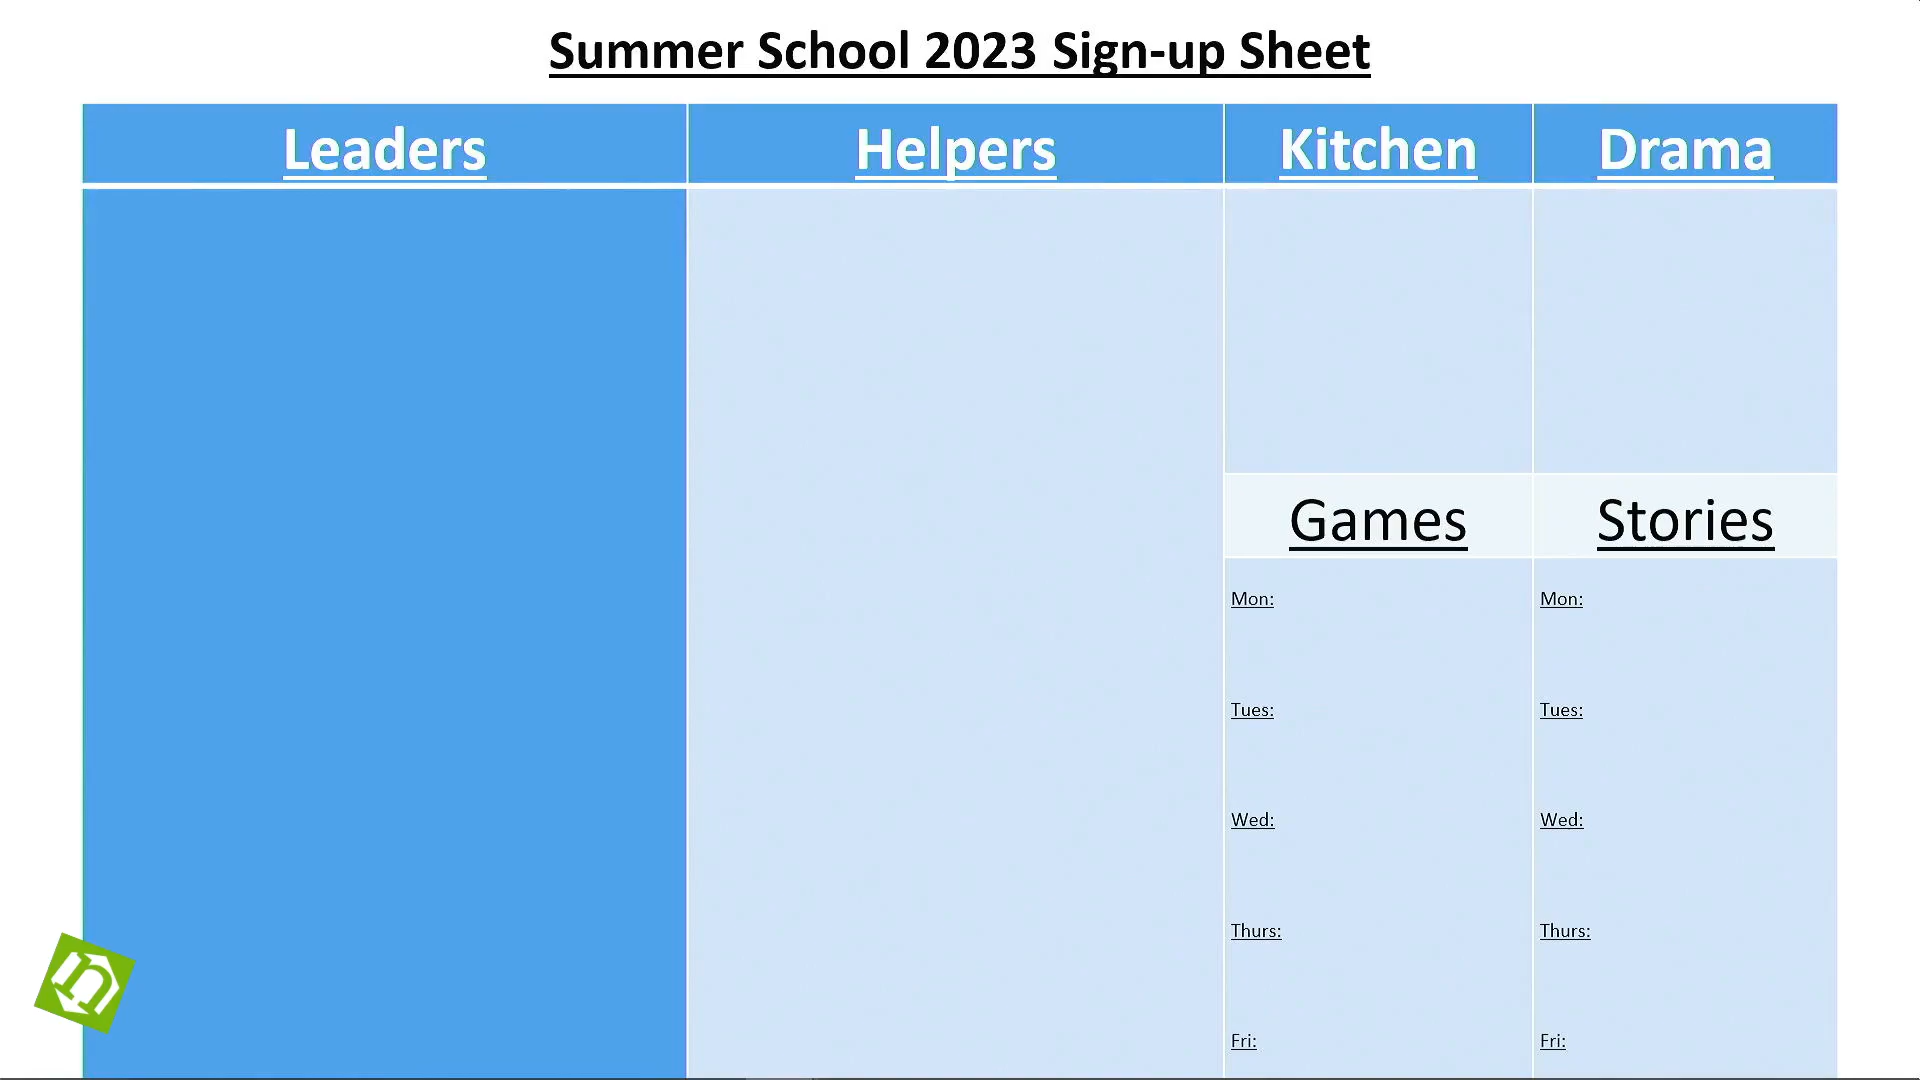 Summer School 2023 Sign-up Sheet
Leaders
Helpers
Kitchen
Drama
Games
Stories
Mon:
Mon:
Tues:
Tues:
Wed:
Wed:
Thurs:
Thurs:
Fri:
Fri:
n